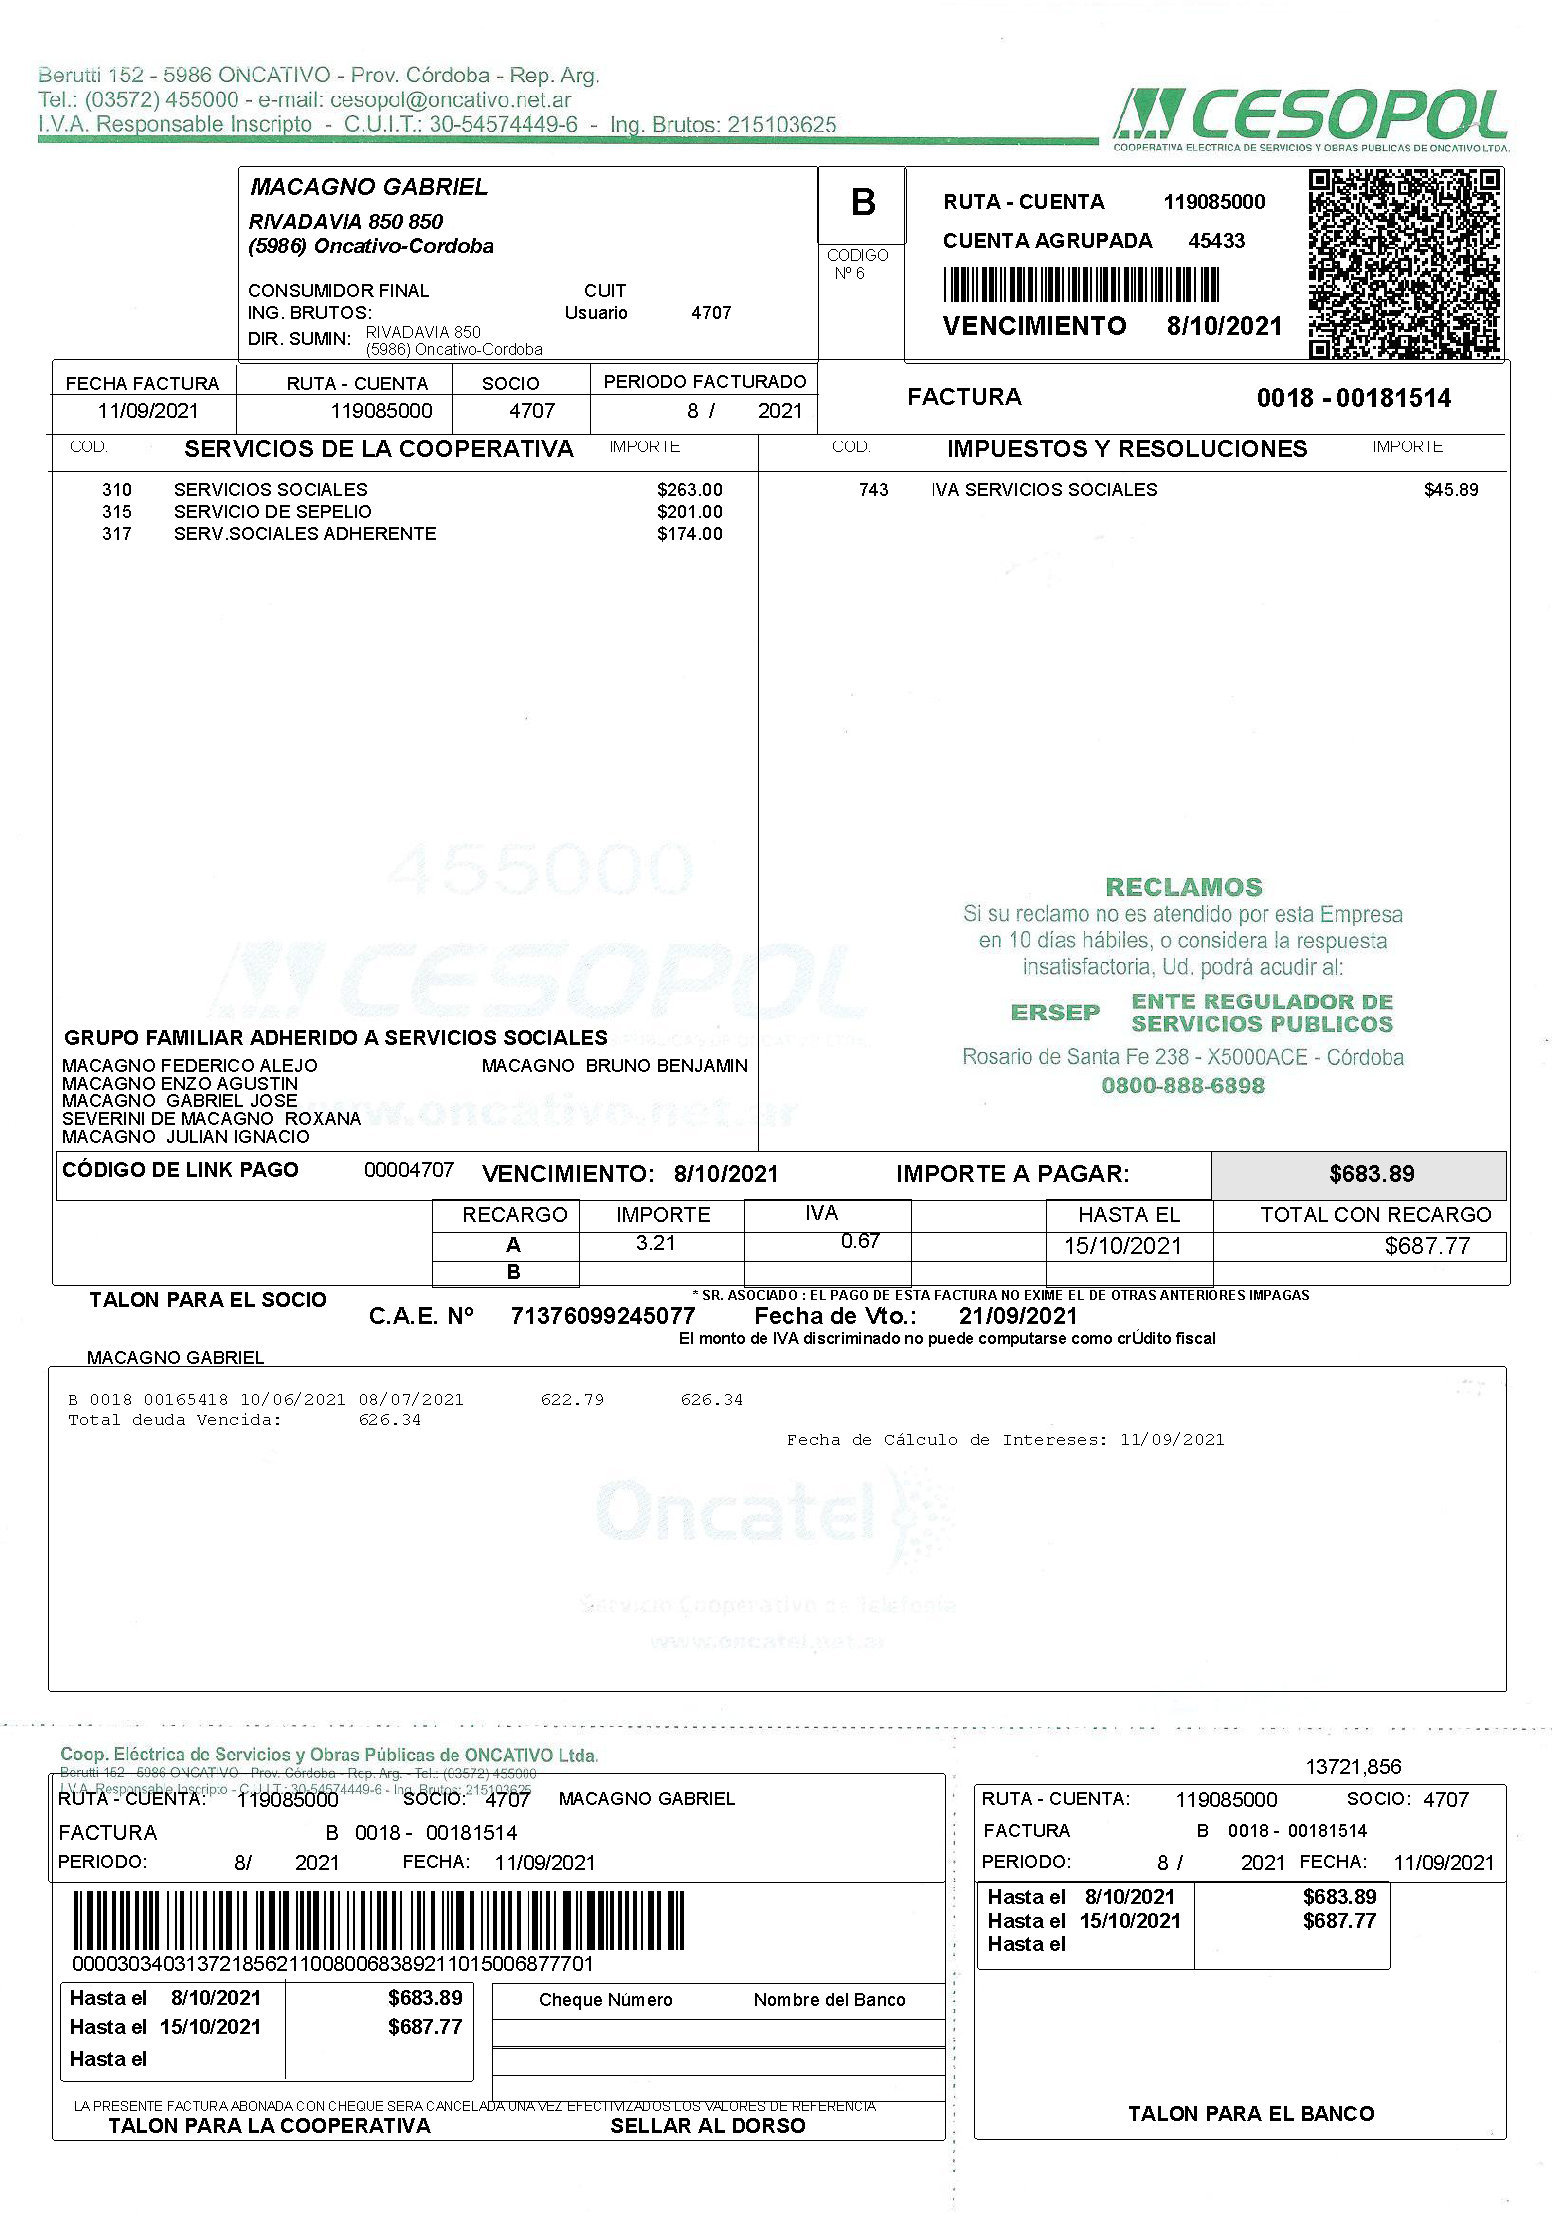 Berutti 152 - 5986 ONCATIVO - Prov. Córdoba - Rep. Arg.
Tel.: (03572) 455000 - e-mail: cesopol@oncativo.net.ar
I.V.A. Responsable Inscripto - C.U.I.T.: 30-54574449-6 - Ing. Brutos: 215103625
CESOPOL
COOPERATIVA ELECTRICA DE SERVICIOS Y OBRAS PUBLICAS DE ONCATIVO LTDA.
MACAGNO GABRIEL
RIVADAVIA 850 850
(5986) Oncativo-Cordoba
CONSUMIDOR FINAL CUIT
ING. BRUTOS: Usuario 4707
DIR. SUMIN: RIVADAVIA 850
(5986) Oncativo-Cordoba
B
CODIGO
Nº 6
RUTA - CUENTA 119085000
CUENTA AGRUPADA 45433
VENCIMIENTO 8/10/2021
FECHA FACTURA RUTA - CUENTA SOCIO PERIODO FACTURADO
11/09/2021 119085000 4707 8 / 2021
FACTURA 0018 - 00181514
COD. SERVICIOS DE LA COOPERATIVA IMPORTE COD. IMPUESTOS Y RESOLUCIONES IMPORTE
310 SERVICIOS SOCIALES $263.00 743 IVA SERVICIOS SOCIALES $45.89
315 SERVICIO DE SEPELIO $201.00
317 SERV.SOCIALES ADHERENTE $174.00
455000
CESOPOL
RECLAMOS
Si su reclamo no es atendido por esta Empresa
en 10 días hábiles, o considera la respuesta
insatisfactoria, Ud. podrá acudir al:
ERSEP ENTE REGULADOR DE
SERVICIOS PUBLICOS
Rosario de Santa Fe 238 - X5000ACE - Córdoba
0800-888-6898
GRUPO FAMILIAR ADHERIDO A SERVICIOS SOCIALES
MACAGNO FEDERICO ALEJO MACAGNO BRUNO BENJAMIN
MACAGNO ENZO AGUSTIN
MACAGNO GABRIEL JOSE
www.oncativo.net.ar
SEVERINI DE MACAGNO ROXANA
MACAGNO JULIAN IGNACIO
CÓDIGO DE LINK PAGO 00004707 VENCIMIENTO: 8/10/2021 IMPORTE A PAGAR: $683.89
RECARGO IMPORTE IVA HASTA EL TOTAL CON RECARGO
A 3.21 0.67 15/10/2021 $687.77
B
TALON PARA EL SOCIO
* SR. ASOCIADO : EL PAGO DE ESTA FACTURA NO EXIME EL DE OTRAS ANTERIORES IMPAGAS
C.A.E. Nº 71376099245077 Fecha de Vto.: 21/09/2021
El monto de IVA discriminado no puede computarse como crÚdito fiscal
MACAGNO GABRIEL
B 0018 00165418 10/06/2021 08/07/2021 622.79 626.34
Total deuda Vencida: 626.34
Fecha de Cálculo de Intereses: 11/09/2021
Oncatel
Servicio Cooperativo de Telefonía
www.oncatel.net.ar
Coop. Eléctrica de Servicios y Obras Públicas de ONCATIVO Ltda.
Berutti 152 - 5986 ONCATIVO - Prov. Córdoba - Rep. Arg. - Tel.: (03572) 455000
I.V.A. Responsable Inscripto - C.U.I.T.: 30-54574449-6 - Ing. Brutos: 215103625
RUTA - CUENTA: 119085000 SOCIO: 4707 MACAGNO GABRIEL
FACTURA B 0018 - 00181514
PERIODO: 8/ 2021 FECHA: 11/09/2021
00003034031372185621100800683892110150068777​01
Hasta el 8/10/2021 $683.89
Hasta el 15/10/2021 $687.77
Hasta el
Cheque Número Nombre del Banco
LA PRESENTE FACTURA ABONADA CON CHEQUE SERA CANCELADA UNA VEZ EFECTIVIZADOS LOS VALORES DE REFERENCIA
TALON PARA LA COOPERATIVA SELLAR AL DORSO
13721,856
RUTA - CUENTA: 119085000 SOCIO: 4707
FACTURA B 0018 - 00181514
PERIODO: 8 / 2021 FECHA: 11/09/2021
Hasta el 8/10/2021 $683.89
Hasta el 15/10/2021 $687.77
Hasta el
TALON PARA EL BANCO